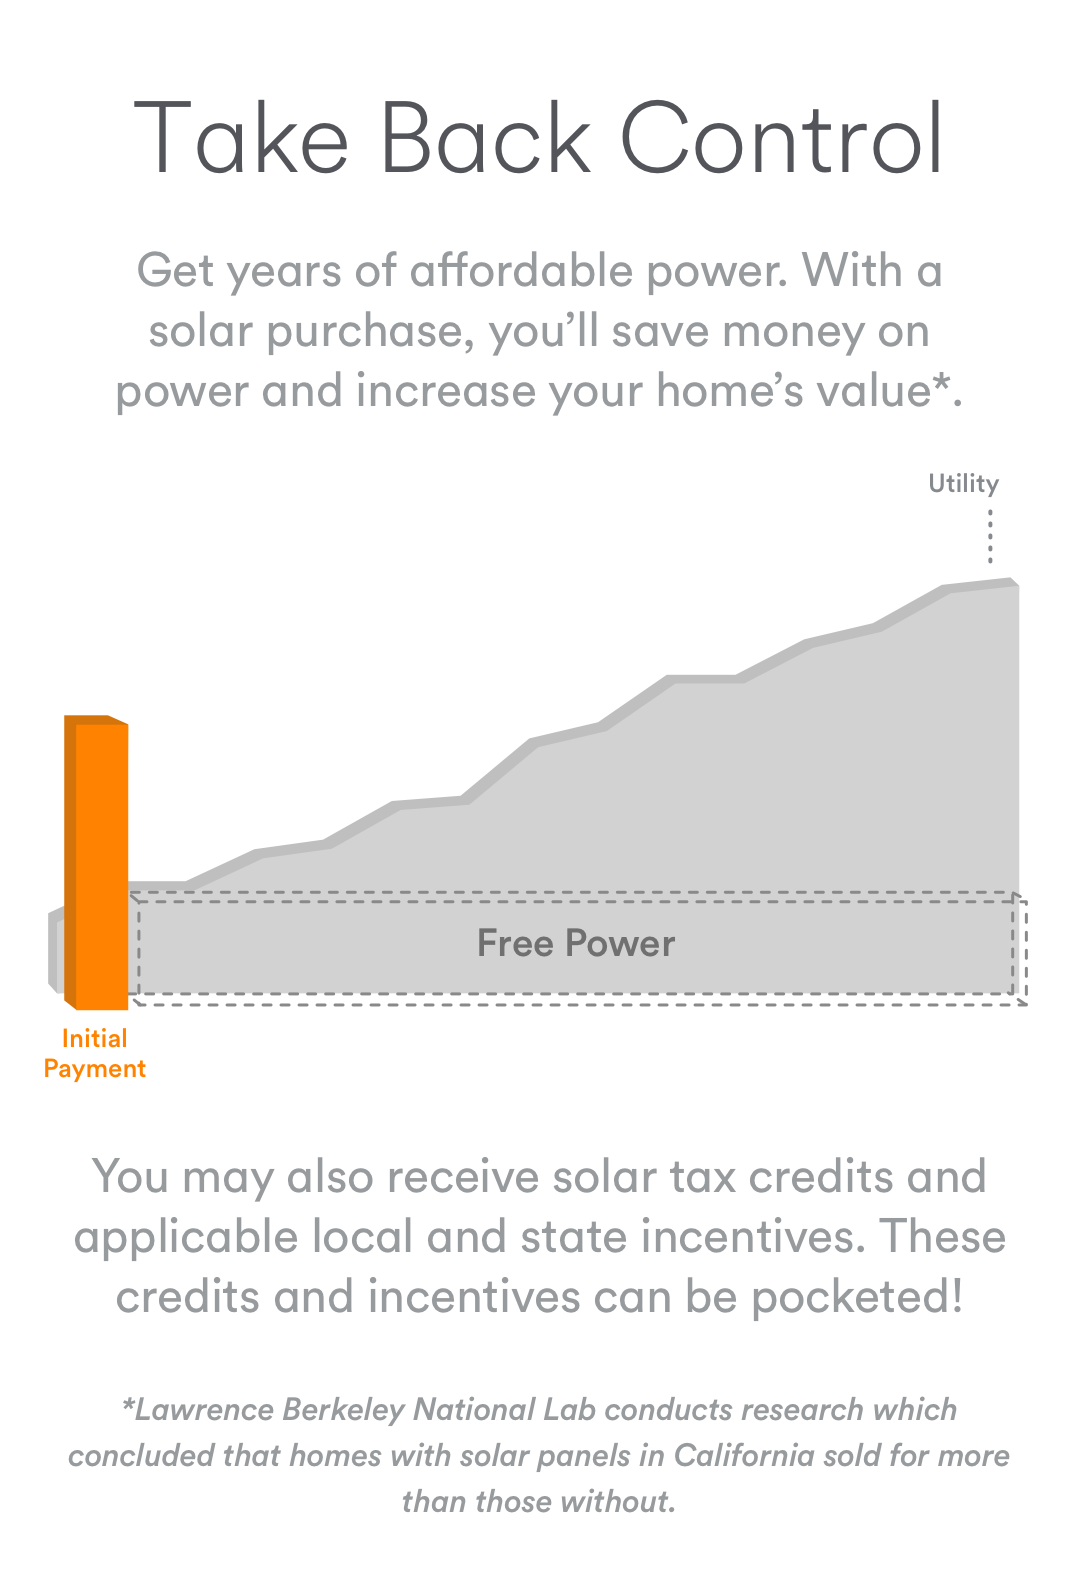 Take Back Control
Get years of affordable power. With a
solar purchase, you’ll save money on
power and increase your home’s value*.
Utility
Free Power
Initial
Payment
You may also receive solar tax credits and
applicable local and state incentives. These
credits and incentives can be pocketed!
*Lawrence Berkeley National Lab conducts research which
concluded that homes with solar panels in California sold for more
than those without.